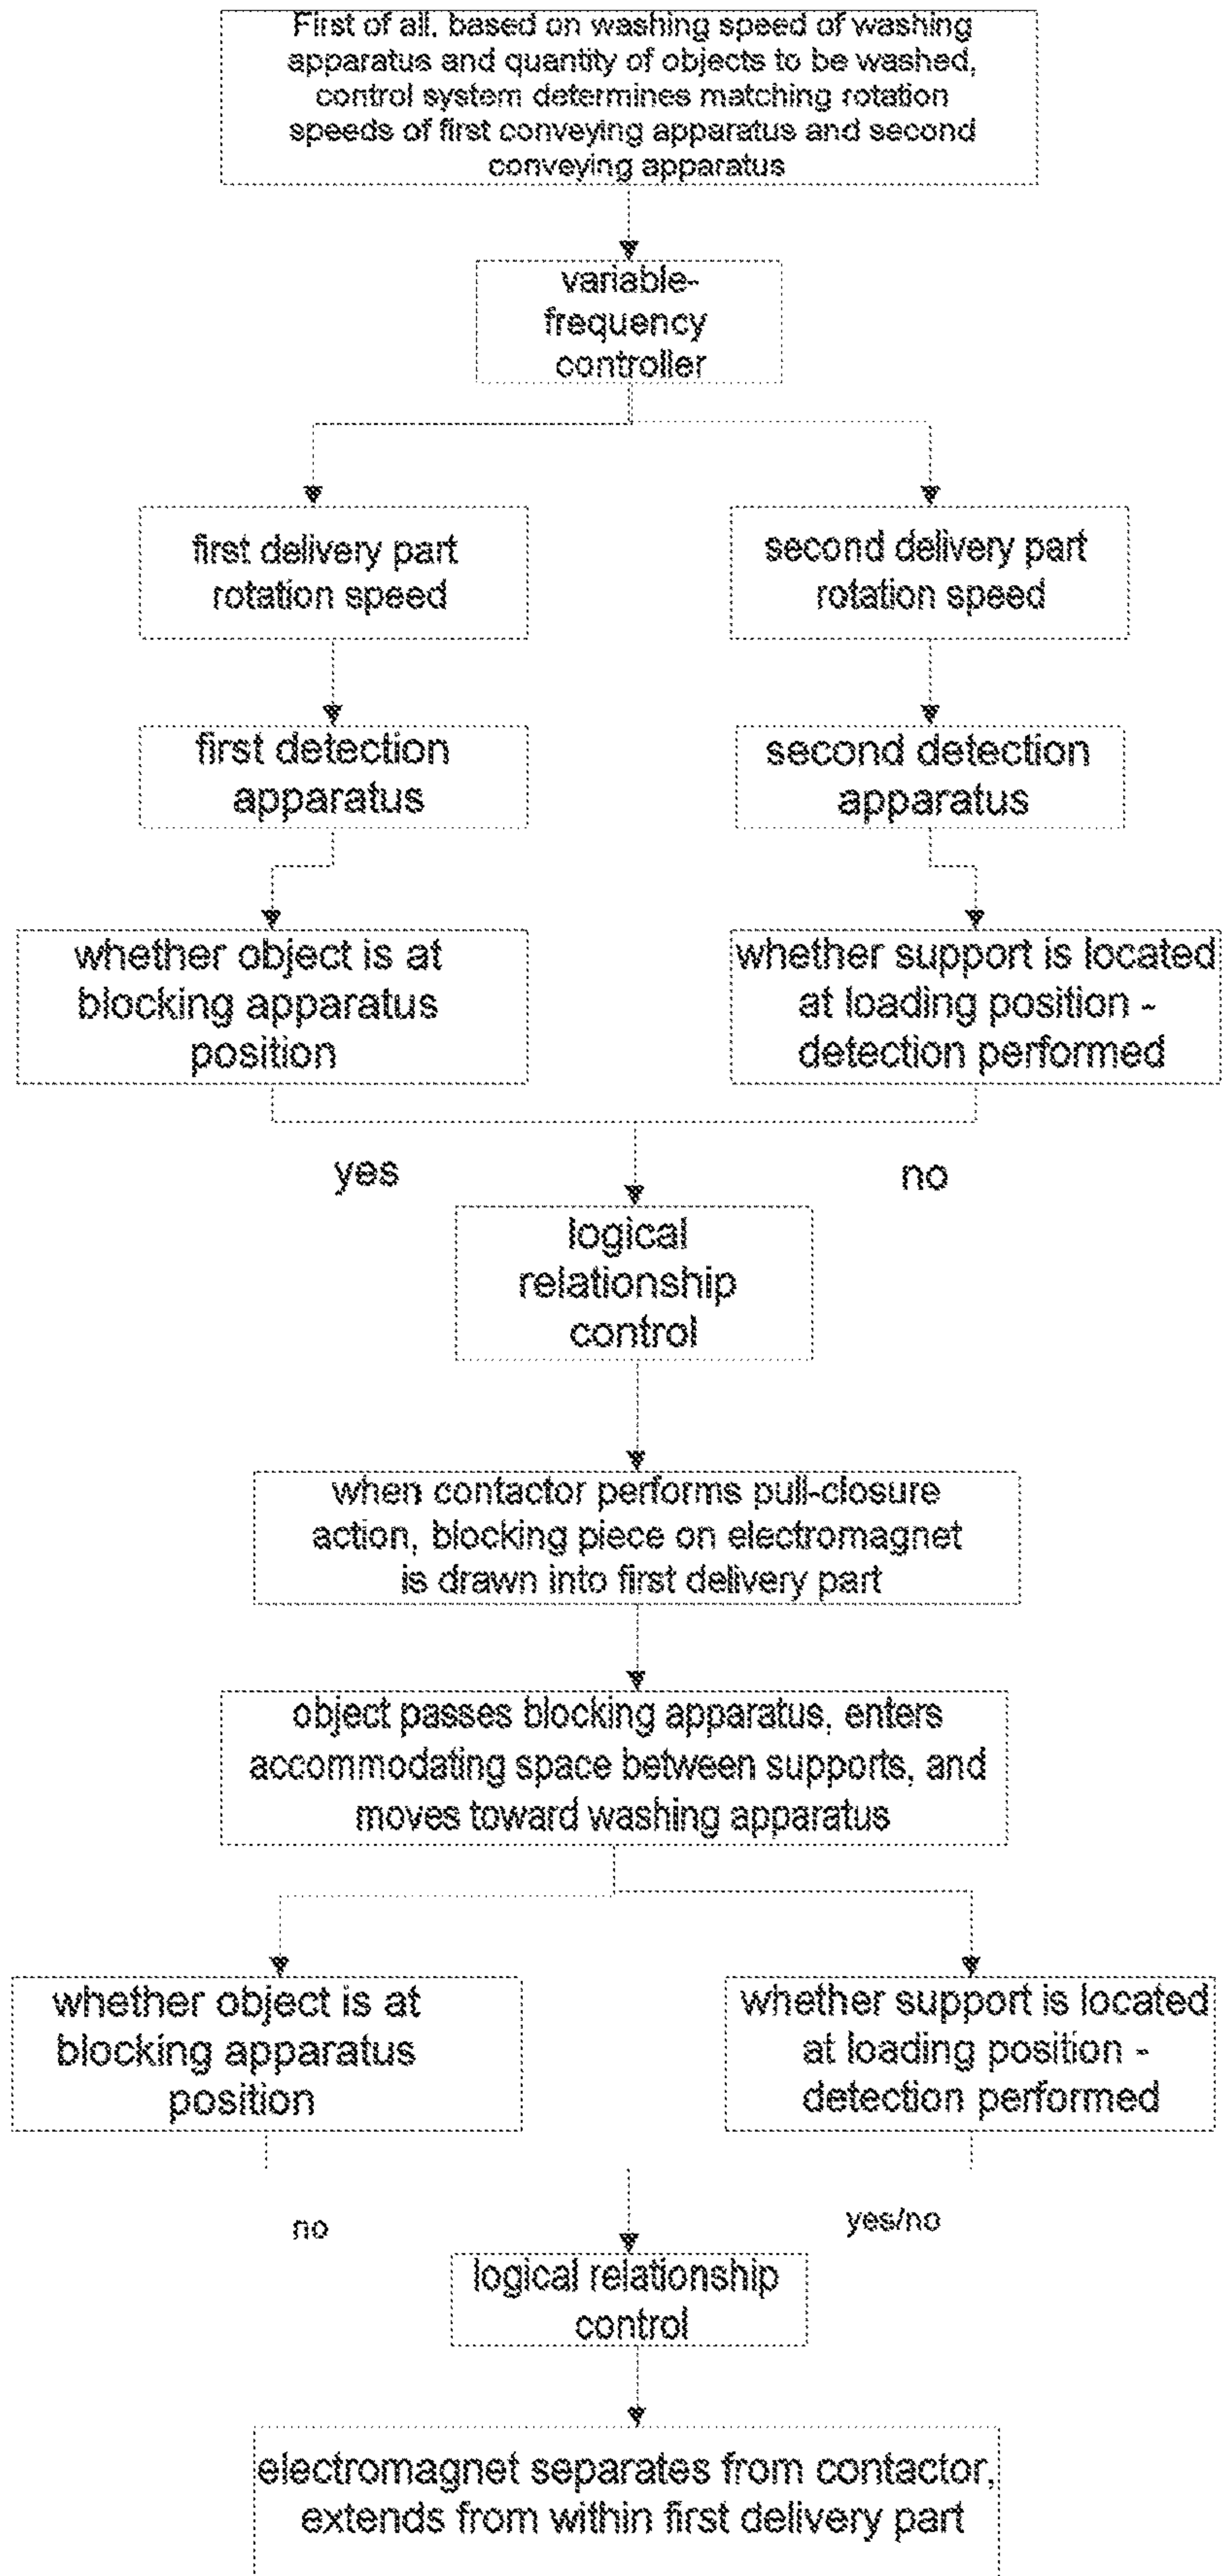 First of all, based on washing speed of washing
apparatus and quantity of objects to be washed,
control system determines matching rotation
speeds of first conveying apparatus and second
conveying apparatus
variable-
frequency
controller
first delivery part
rotation speed
second delivery part
rotation speed
first detection
apparatus
second detection
apparatus
whether object is at
blocking apparatus
position
whether support is located
at loading position -
detection performed
yes
no
logical
relationship
control
when contactor performs pull-closure
action, blocking piece on electromagnet
is drawn into first delivery part
object passes blocking apparatus, enters
accommodating space between supports, and
moves toward washing apparatus
whether object is at
blocking apparatus
position
whether support is located
at loading position -
detection performed
no
yes/no
logical relationship
control
electromagnet separates from contactor,
extends from within first delivery part